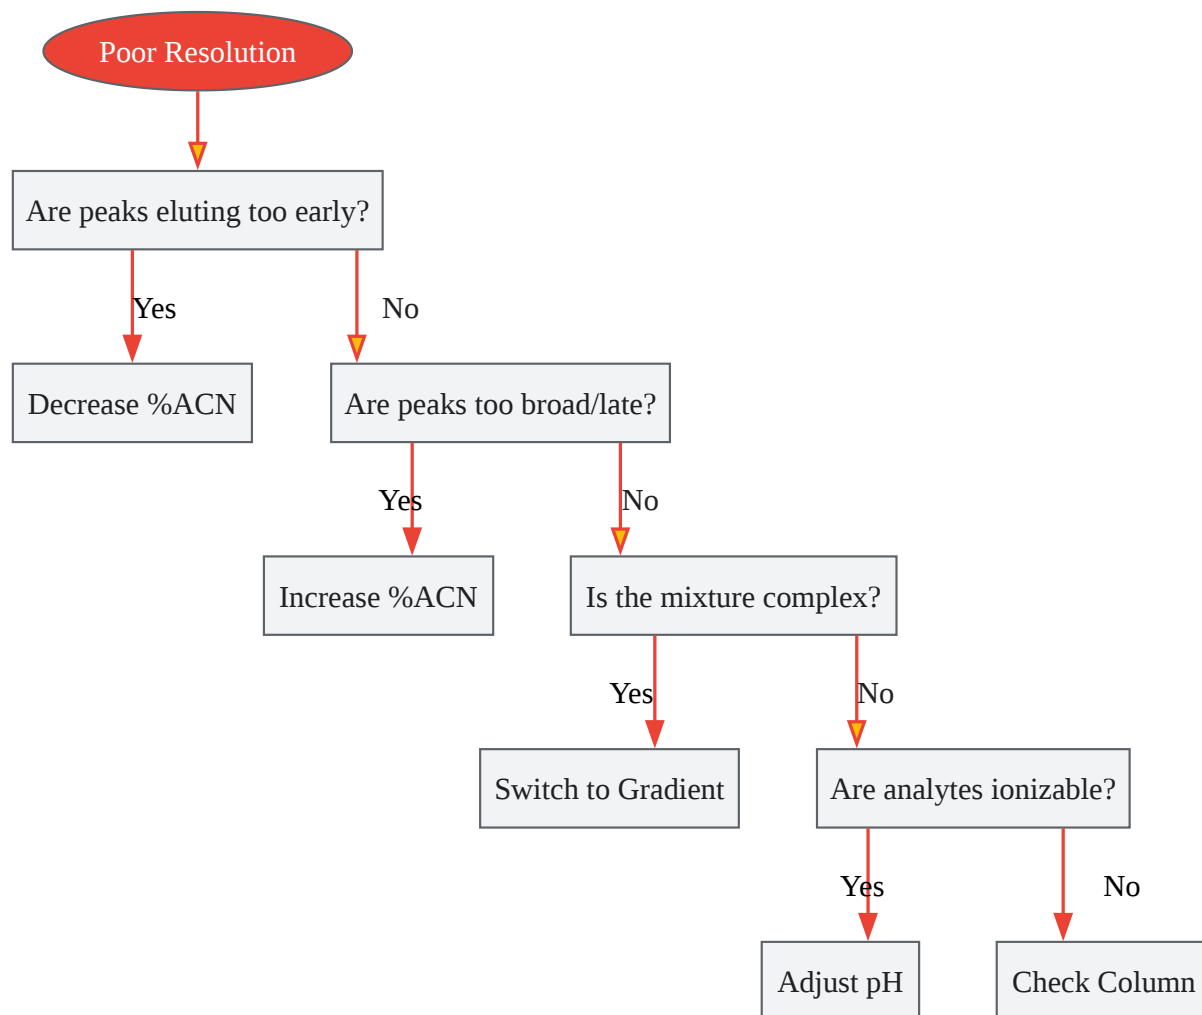 Poor Resolution
Are peaks eluting too early?
Yes
No
Decrease %ACN
Are peaks too broad/late?
Yes
No
Increase %ACN
Is the mixture complex?
Yes
No
Switch to Gradient
Are analytes ionizable?
Yes
No
Adjust pH
Check Column